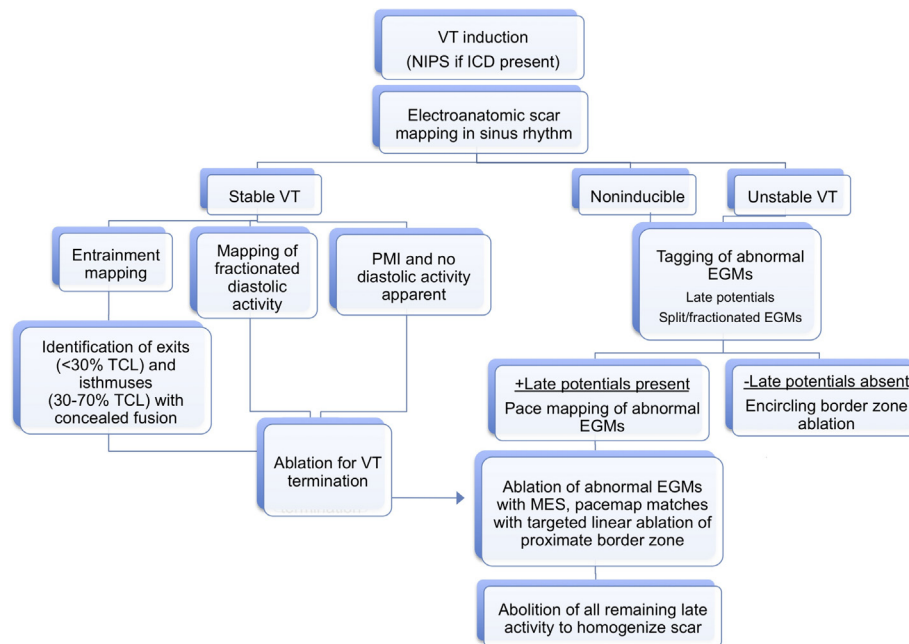 VT induction
(NIPS if ICD present)
Electroanatomic scar
mapping in sinus rhythm
Stable VT
Noninducible
Unstable VT
Entrainment
mapping
Mapping of
fractionated
diastolic
activity
PMI and no
diastolic activity
apparent
Tagging of abnormal
EGMs
Late potentials
Split/fractionated EGMs
Identification of exits
(<30% TCL) and
isthmuses
(30-70% TCL) with
concealed fusion
+Late potentials present
Pace mapping of abnormal
EGMs
-Late potentials absent
Encircling border zone
ablation
Ablation for VT
termination
Ablation of abnormal EGMs
with MES, pacemap matches
with targeted linear ablation of
proximate border zone
Abolition of all remaining late
activity to homogenize scar